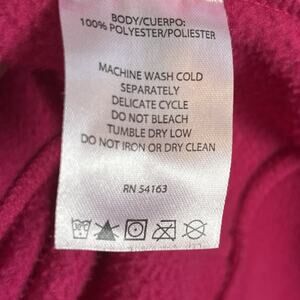 BODY/CUERPO:
100% POLYESTER/POLIESTER
MACHINE WASH COLD
SEPARATELY
DELICATE CYCLE
DO NOT BLEACH
TUMBLE DRY LOW
DO NOT IRON OR DRY CLEAN
RN 54163